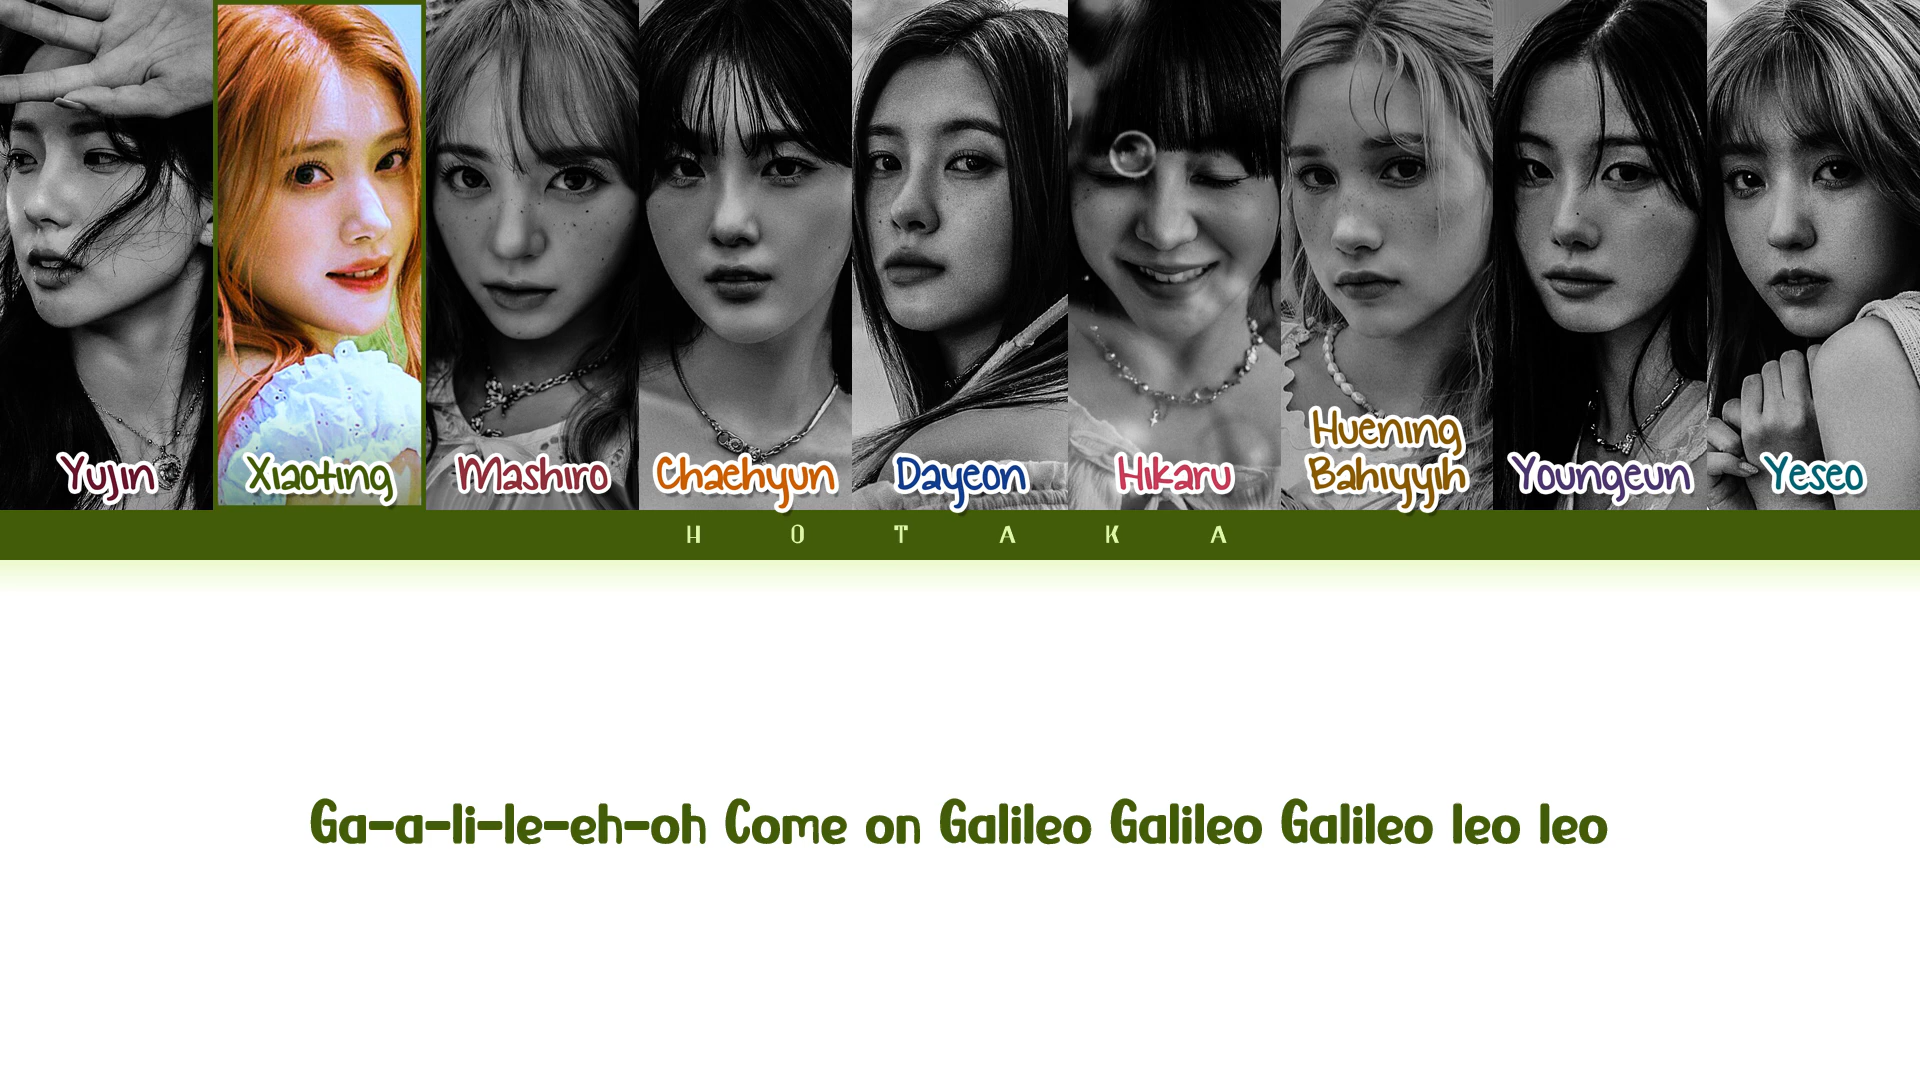 Yujin
Xiaoting
Mashiro
Chaehyun
Dayeon
Hikaru
Huening
Bahiyyih
Youngeun
Yeseo
HOTAKA
Ga-a-li-le-eh-oh Come on Galileo Galileo Galileo leo leo